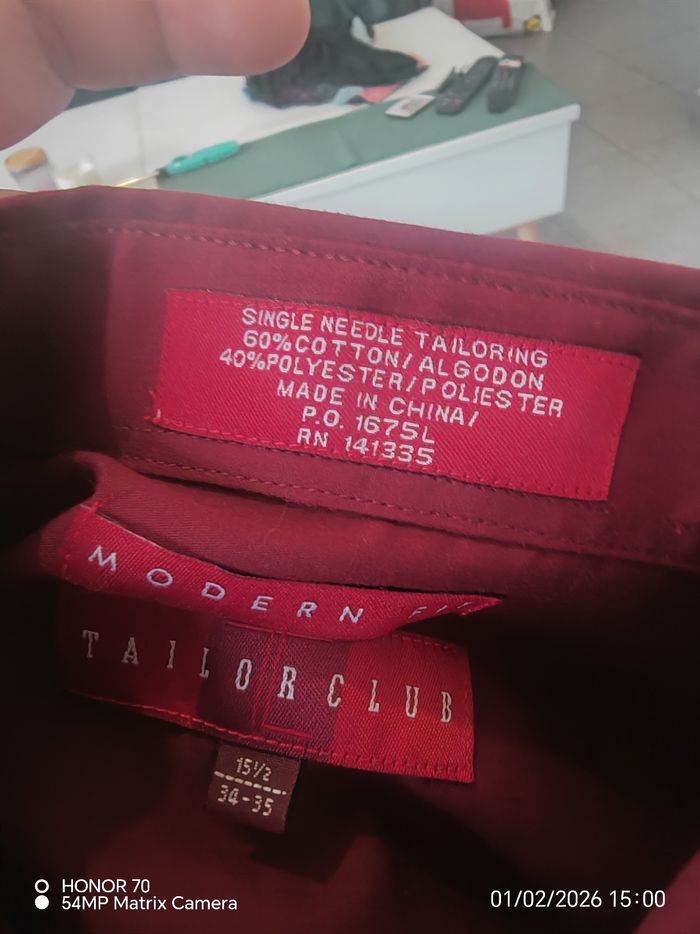 SINGLE NEEDLE TAILORING
60%COTTON/ALGODON
40%POLYESTER/POLIESTER
MADE IN CHINA/
P.O. 1675L
RN 141335
MODERN FIT
TAILORCLUB
15½
34-35
HONOR 70
54MP Matrix Camera
01/02/2026 15:00